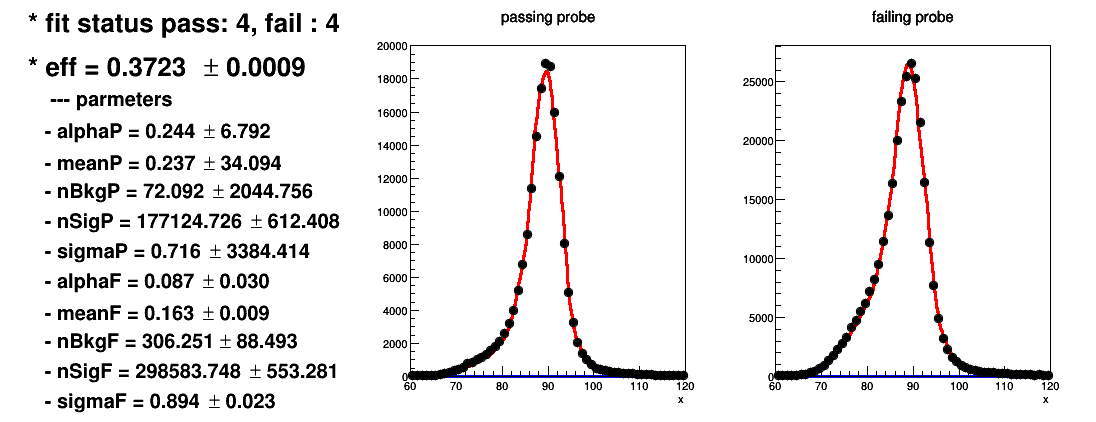 * fit status pass: 4, fail : 4
* eff = 0.3723 ± 0.0009
--- parmeters
- alphaP = 0.244 ± 6.792
- meanP = 0.237 ± 34.094
- nBkgP = 72.092 ± 2044.756
- nSigP = 177124.726 ± 612.408
- sigmaP = 0.716 ± 3384.414
- alphaF = 0.087 ± 0.030
- meanF = 0.163 ± 0.009
- nBkgF = 306.251 ± 88.493
- nSigF = 298583.748 ± 553.281
- sigmaF = 0.894 ± 0.023
passing probe
20000
18000
16000
14000
12000
10000
8000
6000
4000
2000
0
60 70 80 90 100 110 120
x
failing probe
25000
20000
15000
10000
5000
0
60 70 80 90 100 110 120
x